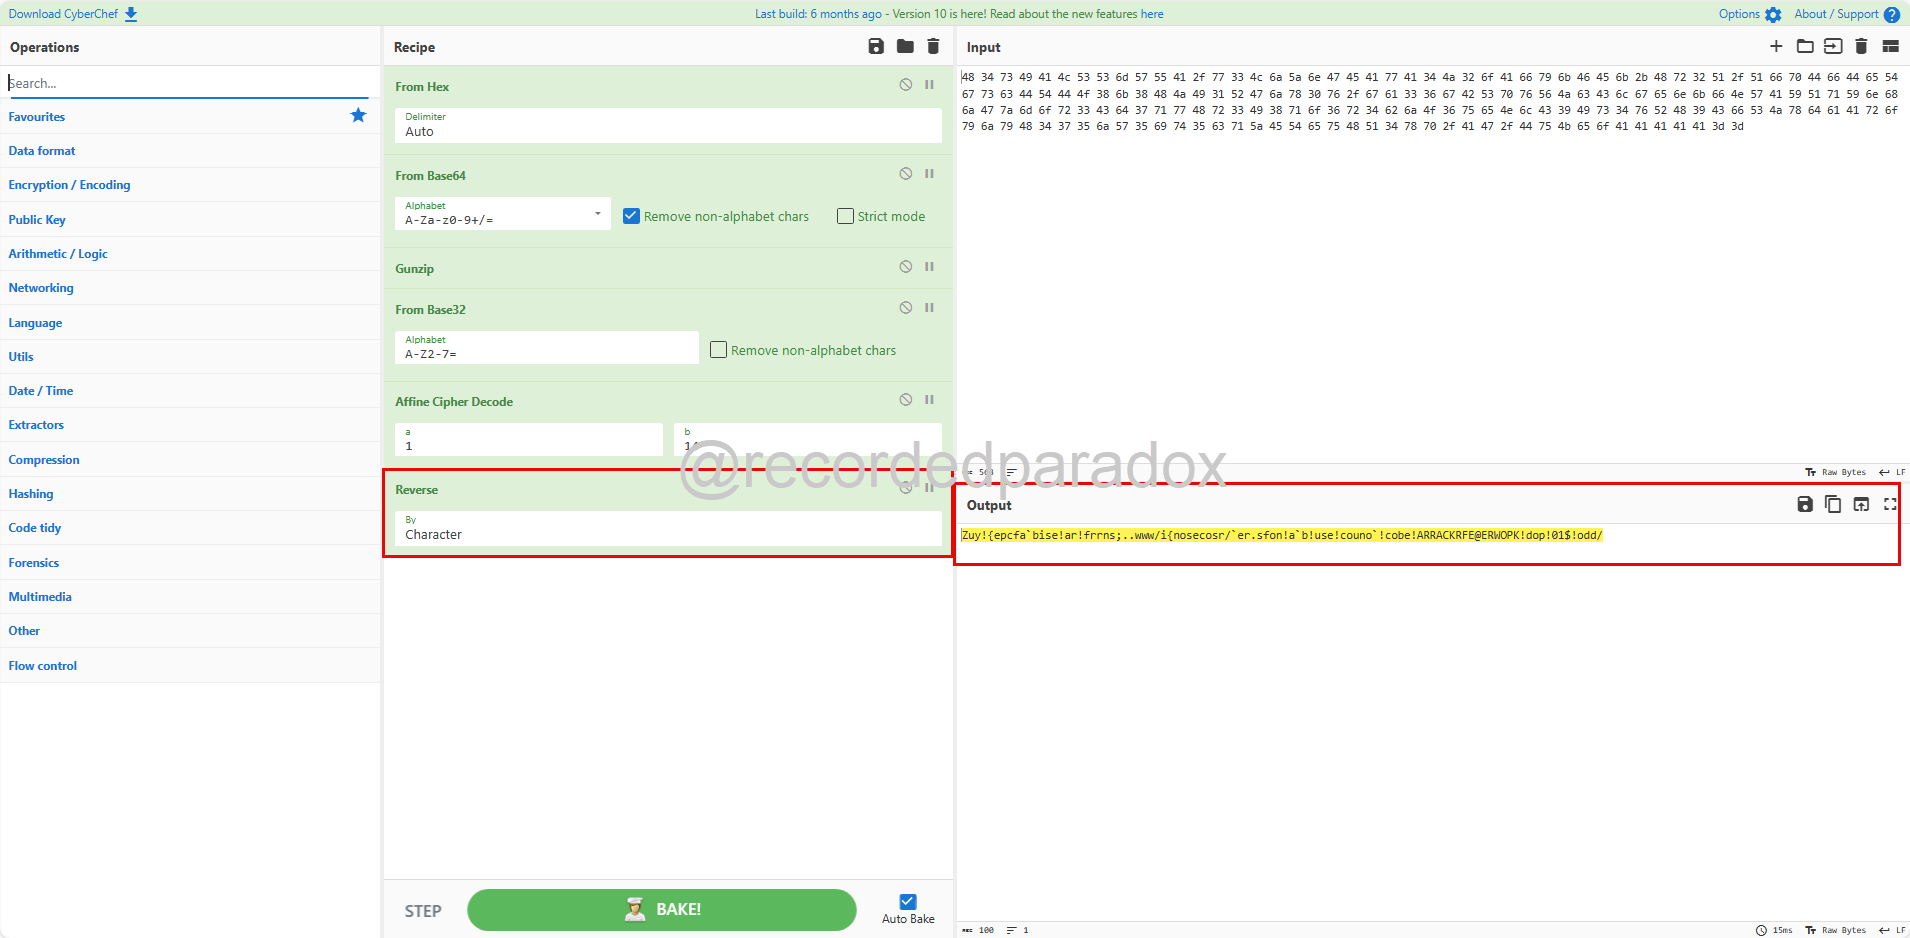 Download CyberChef
Last build: 6 months ago - Version 10 is here! Read about the new features here
Options
About / Support
Operations
Search...
Favourites
Data format
Encryption / Encoding
Public Key
Arithmetic / Logic
Networking
Language
Utils
Date / Time
Extractors
Compression
Hashing
Code tidy
Forensics
Multimedia
Other
Flow control
Recipe
From Hex
Delimiter
Auto
From Base64
Alphabet
A-Za-z0-9+/=
Remove non-alphabet chars
Strict mode
Gunzip
From Base32
Alphabet
A-Z2-7=
Remove non-alphabet chars
Affine Cipher Decode
a
1
b
@recordedparadox
Reverse
By
Character
STEP
BAKE!
Auto Bake
Input
48 34 73 49 41 4c 53 53 6d 57 55 41 2f 77 33 4c 6a 5a 6e 47 45 41 77 41 34 4a 32 6f 41 66 79 6b 46 45 6b 2b 48 72 32 51 2f 51 66 70 44 66 44 65 54
67 73 63 44 54 44 4f 38 6b 38 48 4a 49 31 52 47 6a 78 30 76 2f 67 61 33 36 67 42 53 70 76 56 4a 63 43 6c 67 65 6e 6b 66 4e 57 41 59 51 71 59 6e 68
6a 47 7a 6d 6f 72 33 43 64 37 71 77 48 72 33 49 38 71 6f 36 72 34 62 6a 4f 36 75 65 4e 6c 43 39 49 73 34 76 52 48 39 43 66 53 4a 78 64 61 41 72 6f
79 6a 79 48 34 37 35 6a 57 35 69 74 35 63 71 5a 45 54 65 75 48 51 34 78 70 2f 41 47 2f 44 75 4b 65 6f 41 41 41 41 41 3d 3d
Raw Bytes
LF
Output
Zuy!{epcfa`bise!ar!frrns;..www/i{nosecosr/`er.sfon!a`b!use!couno`!cobe!ARRACKRFE@ERWOPK!dop!01$!odd/
REC 100
1
15ms
Raw Bytes
LF